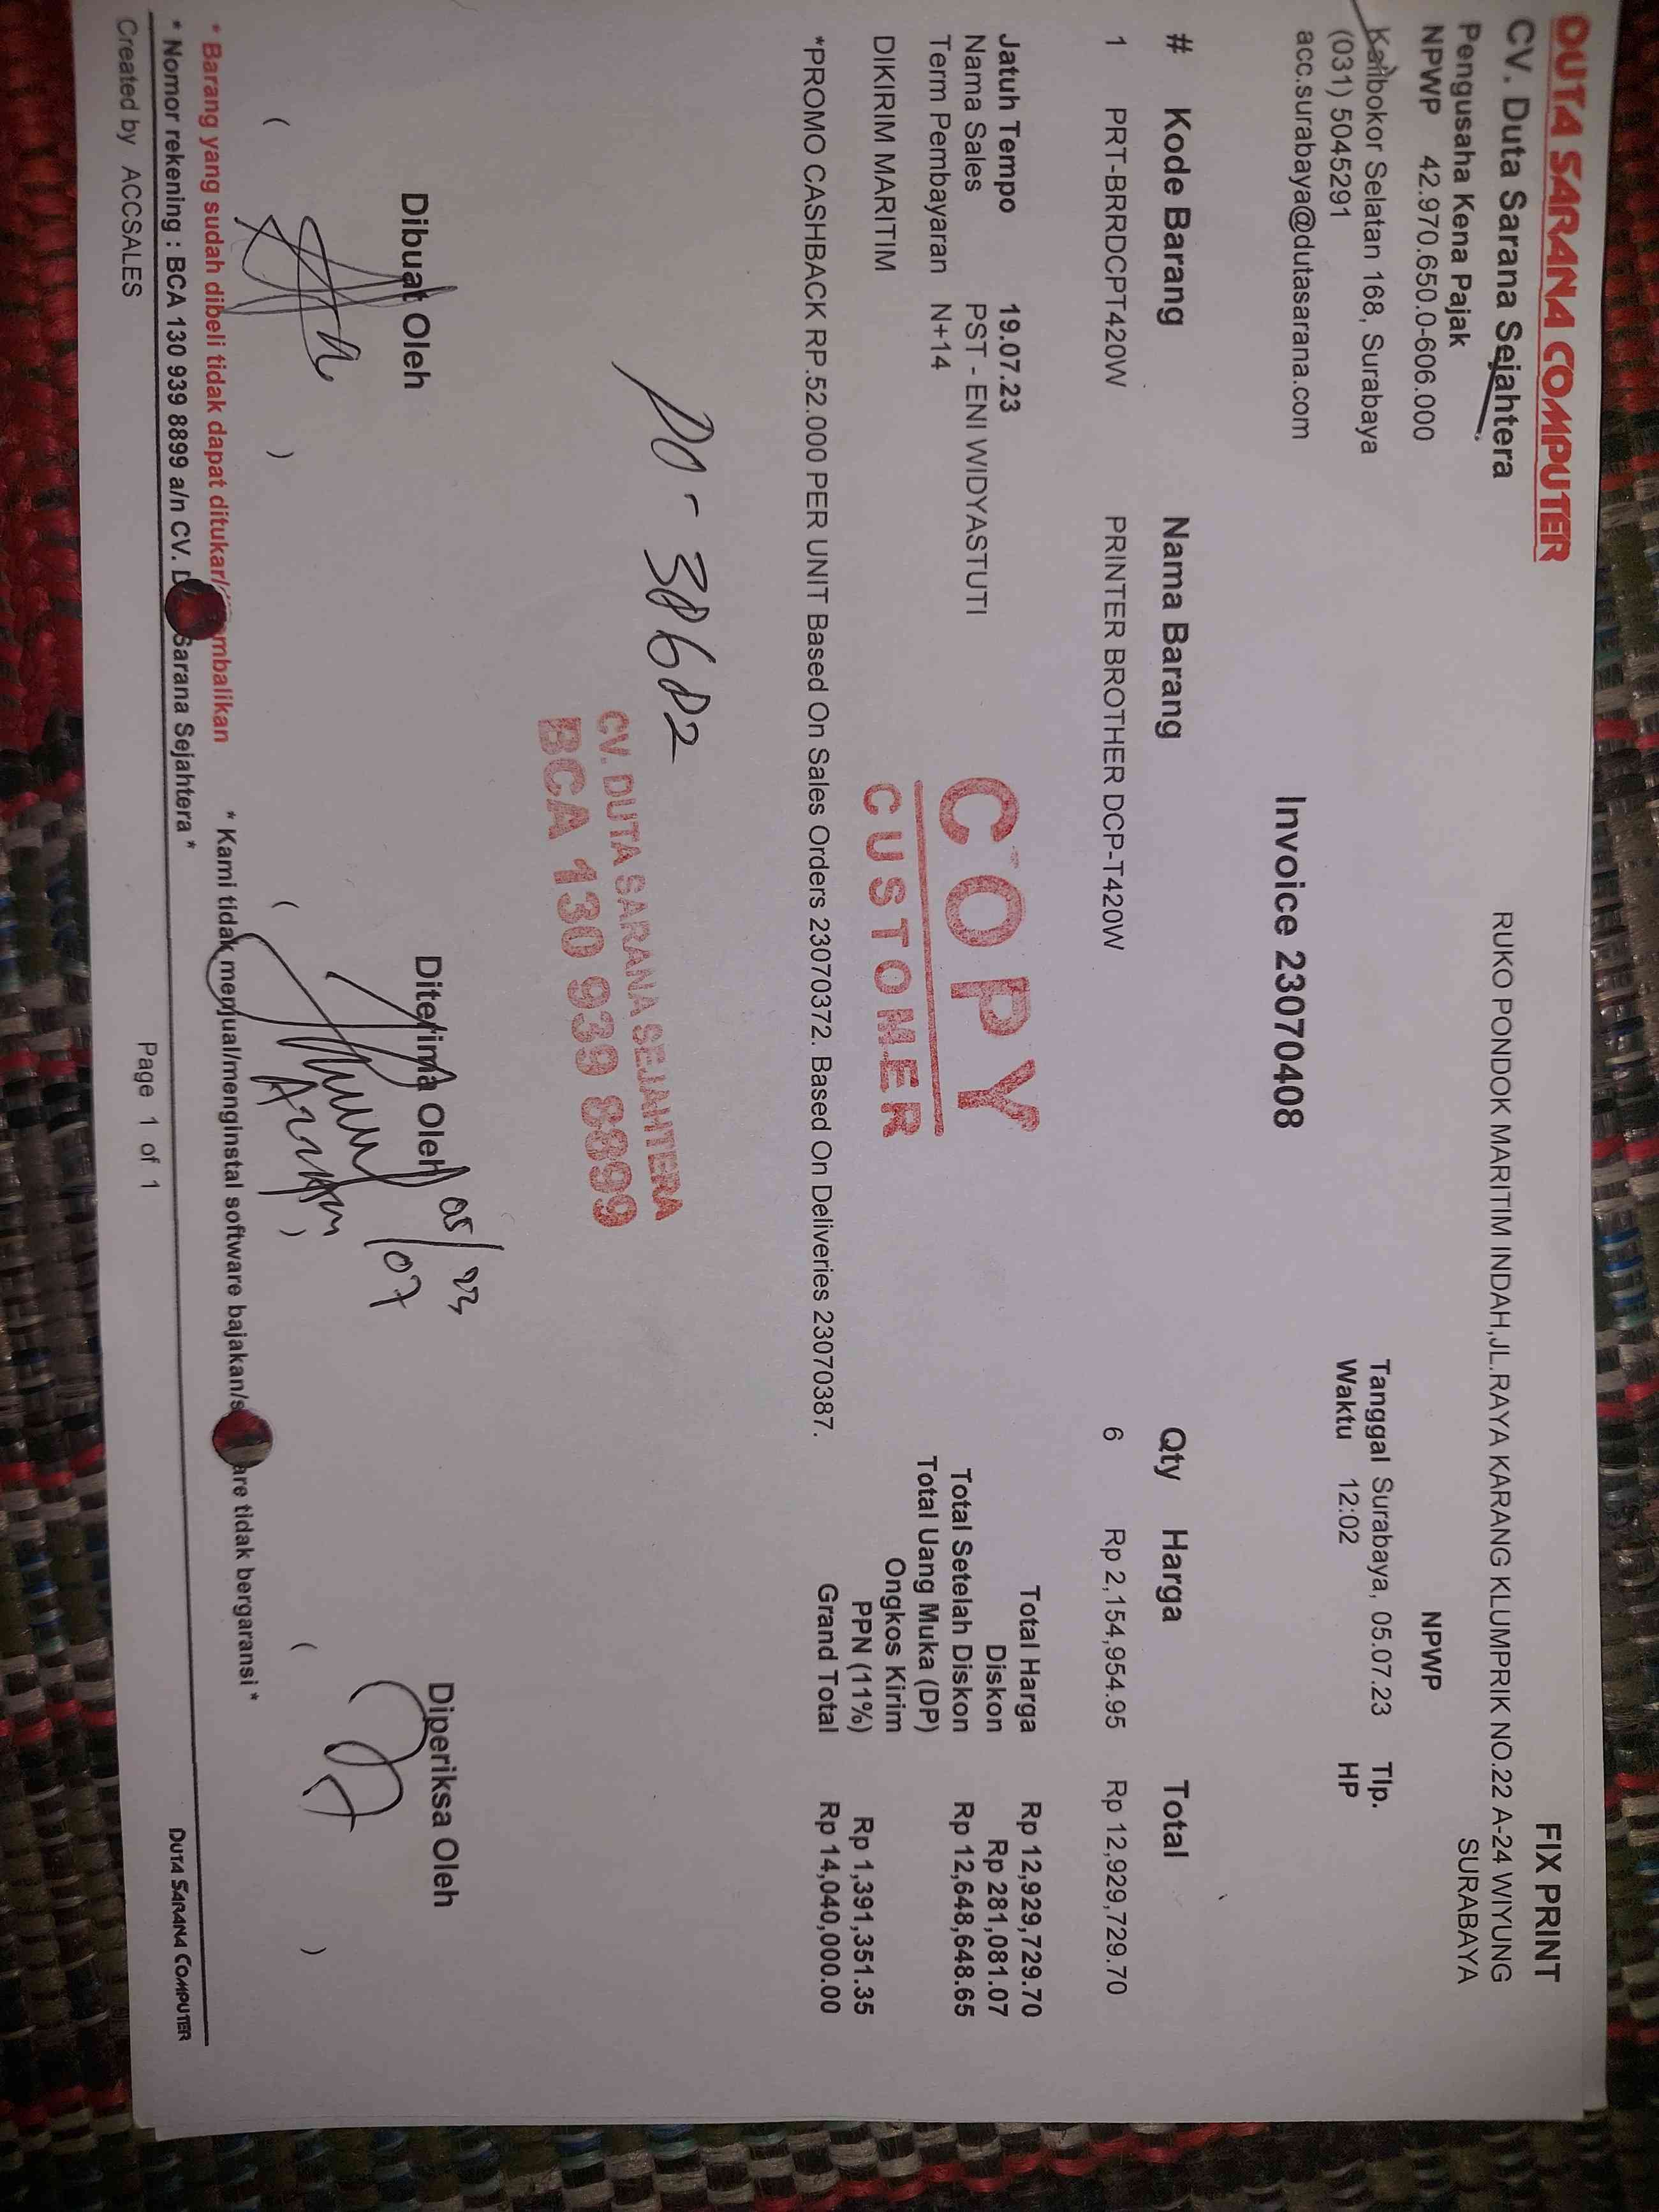 DUTA SARANA COMPUTER
CV. Duta Sarana Sejahtera
Pengusaha Kena Pajak
NPWP 42.970.650.0-606.000
Kalibokor Selatan 168, Surabaya
(031) 5045291
acc.surabaya@dutasarana.com
FIX PRINT
RUKO PONDOK MARITIM INDAH,JL.RAYA KARANG KLUMPRIK NO.22 A-24 WIYUNG
SURABAYA
NPWP
Tanggal Surabaya, 05.07.23 Tlp.
Waktu 12:02 HP
Invoice 23070408
# Kode Barang Nama Barang Qty Harga Total
1 PRT-BRRDCPT420W PRINTER BROTHER DCP-T420W 6 Rp 2,154,954.95 Rp 12,929,729.70
Jatuh Tempo 19.07.23
Nama Sales PST - ENI WIDYASTUTI
Term Pembayaran N+14
DIKIRIM MARITIM
COPY
CUSTOMER
Total Harga Rp 12,929,729.70
Diskon Rp 281,081.07
Total Setelah Diskon Rp 12,648,648.65
Total Uang Muka (DP)
Ongkos Kirim
PPN (11%) Rp 1,391,351.35
Grand Total Rp 14,040,000.00
*PROMO CASHBACK RP.52.000 PER UNIT Based On Sales Orders 23070372. Based On Deliveries 23070387.
CV. DUTA SARANA SEJAHTERA
BCA 130 939 8899
Dibuat Oleh Diterima Oleh Diperiksa Oleh
05/07 23
* Barang yang sudah dibeli tidak dapat ditukar/ mbalikan * Kami tidak menjual/menginstal software bajakan/s are tidak bergaransi *
* Nomor rekening : BCA 130 939 8899 a/n CV. D Sarana Sejahtera *
DUTA SARANA COMPUTER
Created by ACCSALES Page 1 of 1